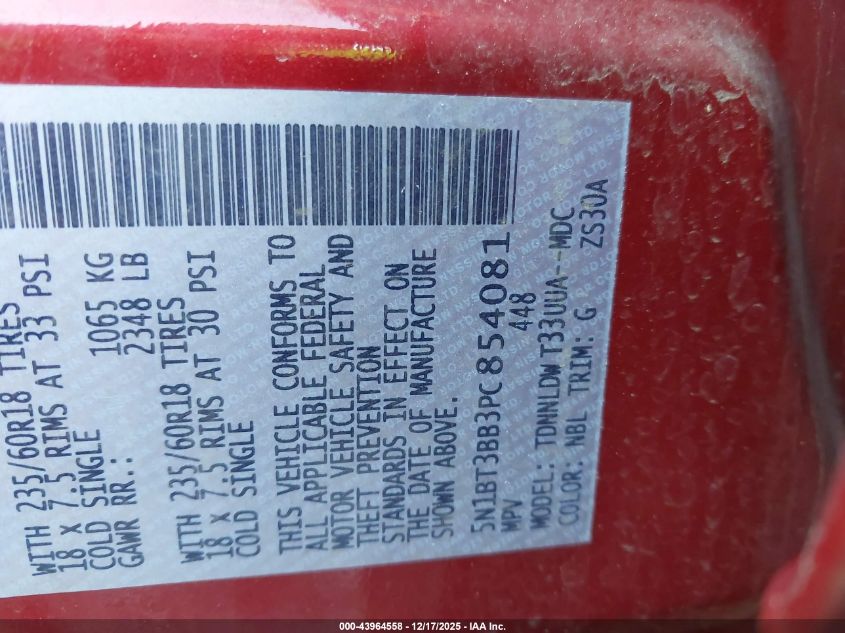 WITH 235/60R18 TIRES
18 X 7.5 RIMS AT 33 PSI
COLD SINGLE 1065 KG
GAWR RR.: 2348 LB
WITH 235/60R18 TIRES
18 X 7.5 RIMS AT 30 PSI
COLD SINGLE
THIS VEHICLE CONFORMS TO
ALL APPLICABLE FEDERAL
MOTOR VEHICLE SAFETY AND
THEFT PREVENTION
STANDARDS IN EFFECT ON
THE DATE OF MANUFACTURE
SHOWN ABOVE.
5N1BT3BB3PC854081
MPV 448
MODEL: TDNNLDWT33UUA--MDC
COLOR: NBL TRIM: G ZS30A
000-43964558 - 12/17/2025 - IAA Inc.